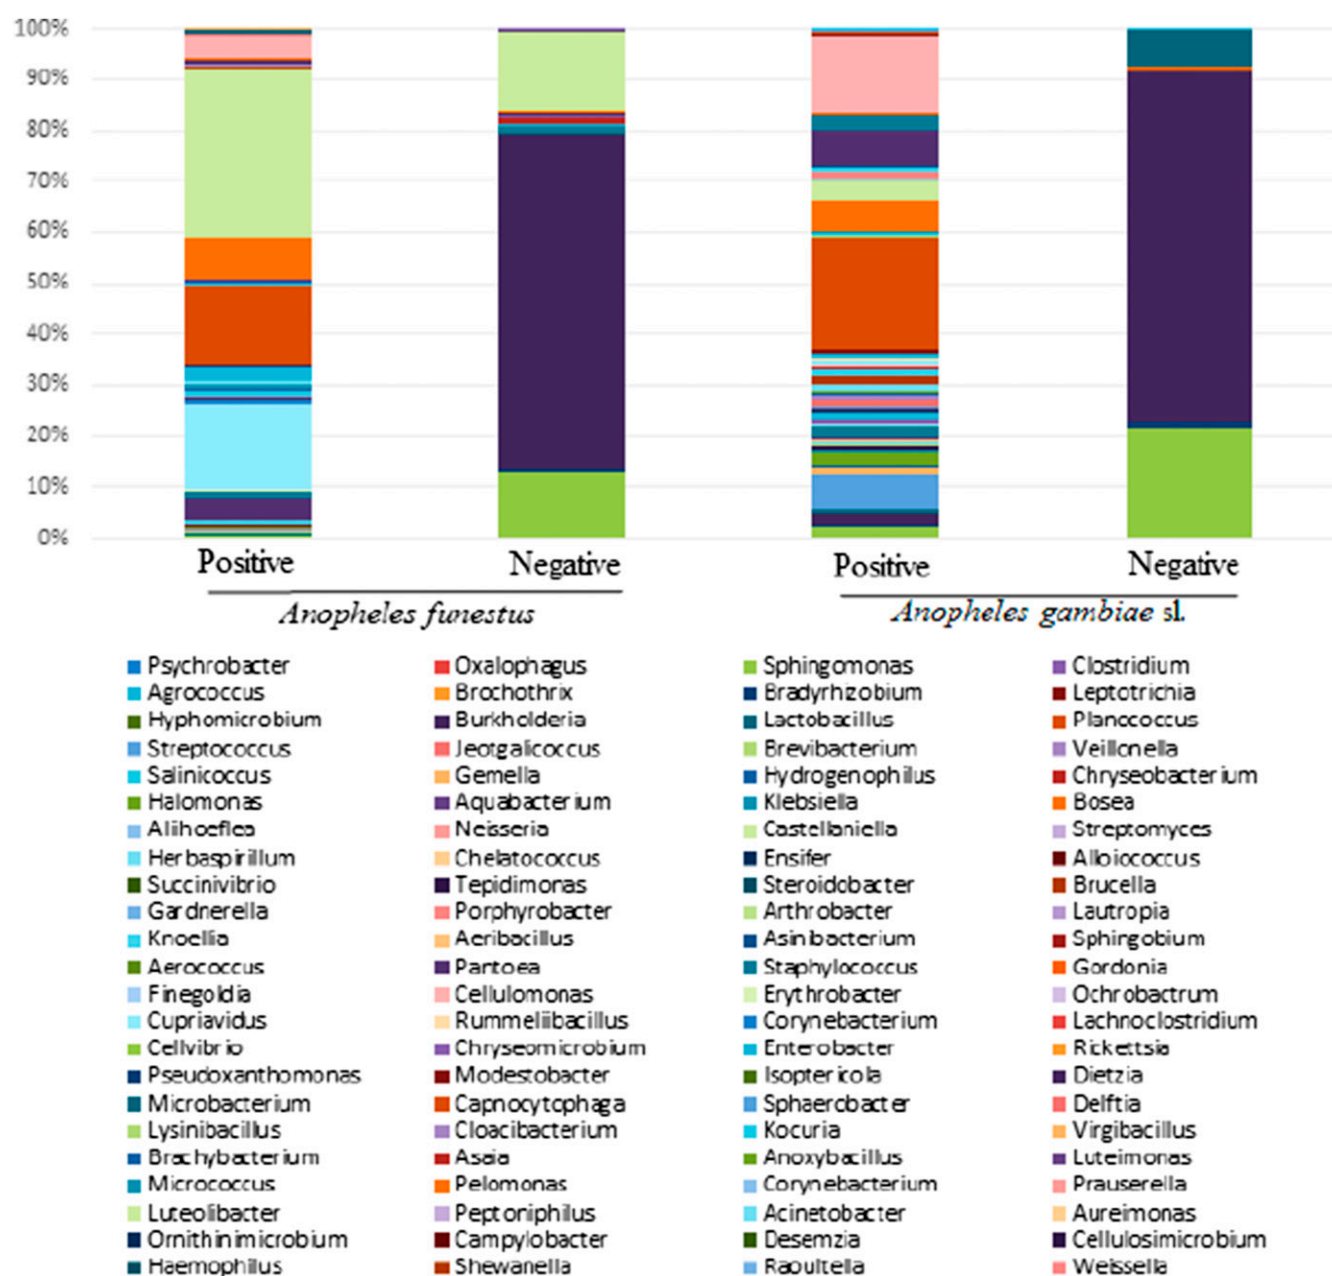 100%
90%
80%
70%
60%
50%
40%
30%
20%
10%
0%
Positive Negative Positive Negative
Anopheles funestus Anopheles gambiae sl.
Psychrobacter Oxalophagus Sphingomonas Clostridium
Agrococcus Brochothrix Bradyrhizobium Leptotrichia
Hyphomicrobium Burkholderia Lactobacillus Planococcus
Streptococcus Jeotgalicoccus Brevibacterium Veillonella
Salinicoccus Gemella Hydrogenophilus Chryseobacterium
Halomonas Aquabacterium Klebsiella Bosea
Aliihoeflea Neisseria Castellaniella Streptomyces
Herbaspirillum Chelatococcus Ensifer Alloiococcus
Succinivibrio Tepidimonas Steroidobacter Brucella
Gardnerella Porphyrobacter Arthrobacter Lautropia
Knoellia Aeribacillus Asinibacterium Sphingobium
Aerococcus Pantoea Staphylococcus Gordonia
Finegoldia Cellulomonas Erythrobacter Ochrobactrum
Cupriavidus Rummeliibacillus Corynebacterium Lachnoclostridium
Cellvibrio Chryseomicrobium Enterobacter Rickettsia
Pseudoxanthomonas Modestobacter Isoptericola Dietzia
Microbacterium Capnocytophaga Sphaerobacter Delftia
Lysinibacillus Cloacibacterium Kocuria Virgibacillus
Brachybacterium Asaia Anoxybacillus Luteimonas
Micrococcus Pelomonas Corynebacterium Prauserella
Luteolibacter Peptoniphilus Acinetobacter Aureimonas
Ornithinimicrobium Campylobacter Desemzia Cellulosimicrobium
Haemophilus Shewanella Raoultella Weissella